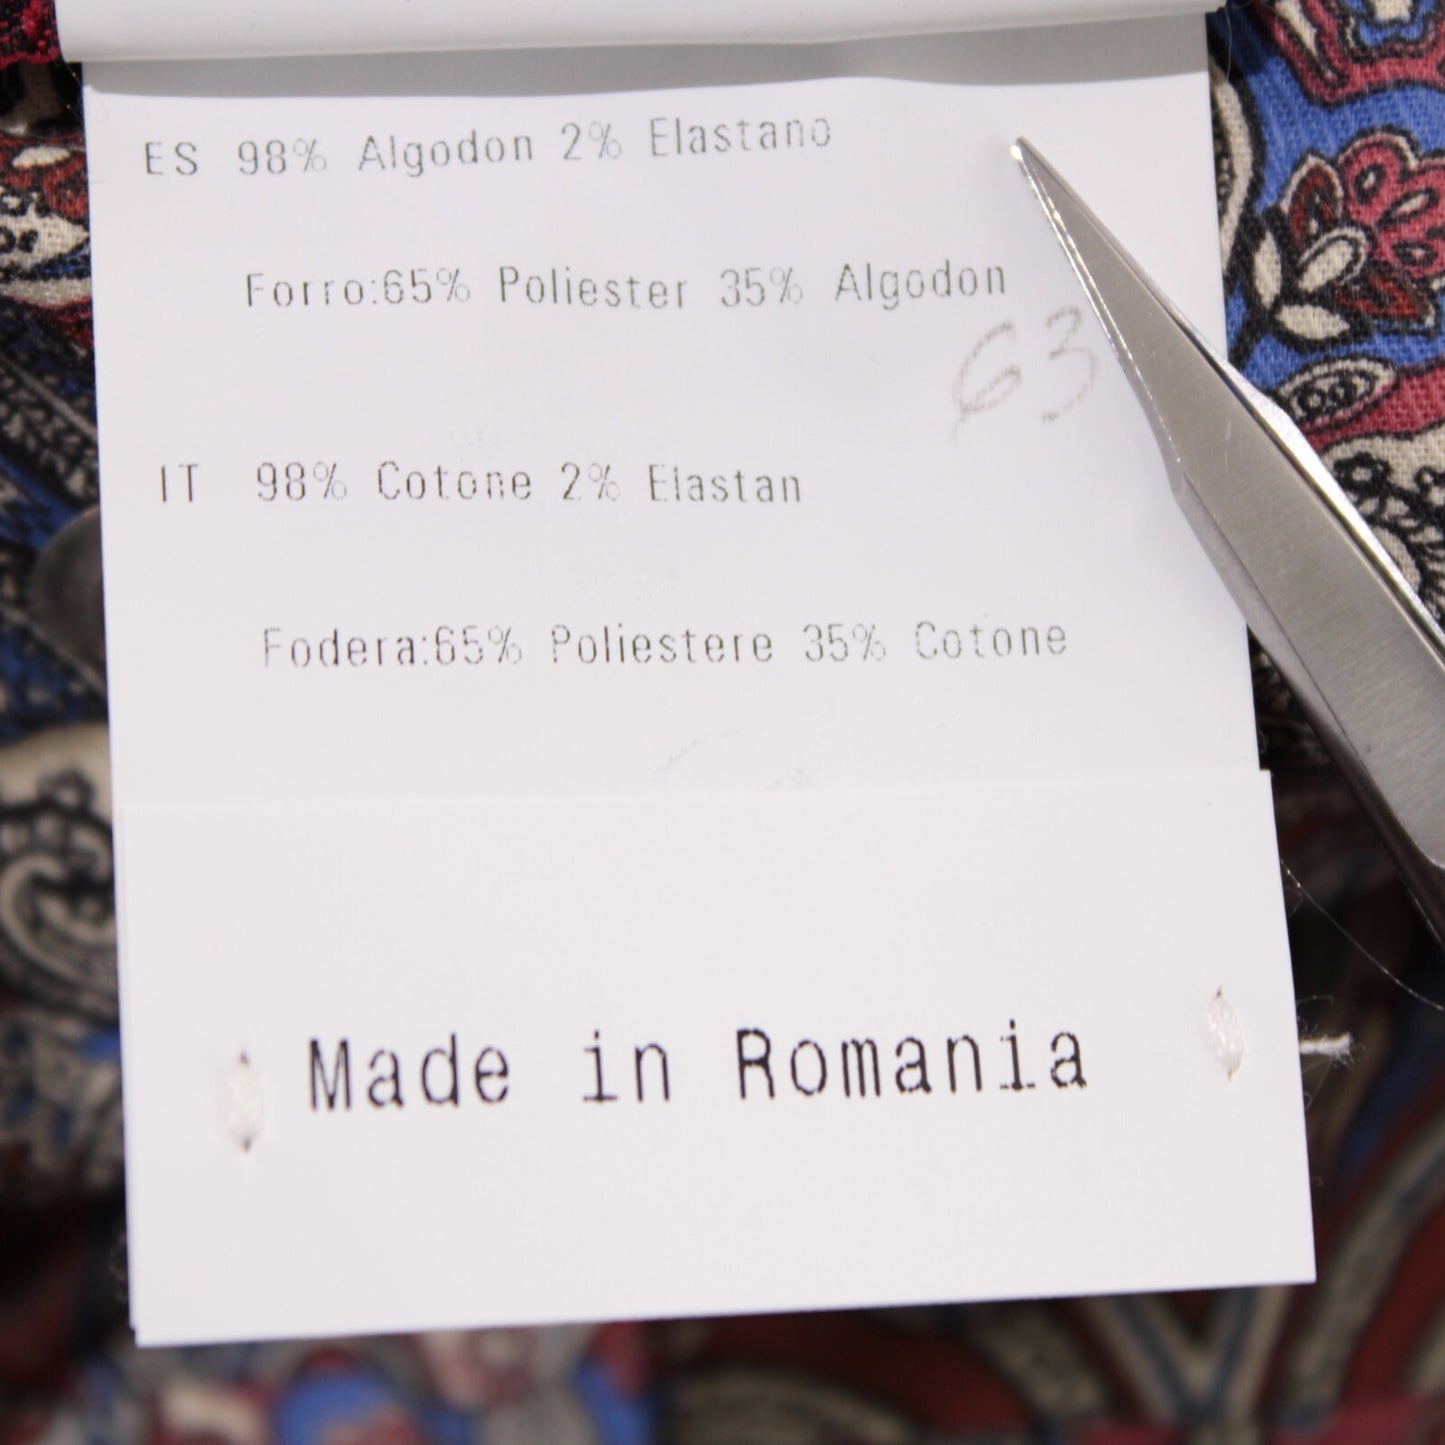 ES 98% Algodon 2% Elastano
Forro:65% Poliester 35% Algodon
63
IT 98% Cotone 2% Elastan
Fodera:65% Poliestere 35% Cotone
Made in Romania